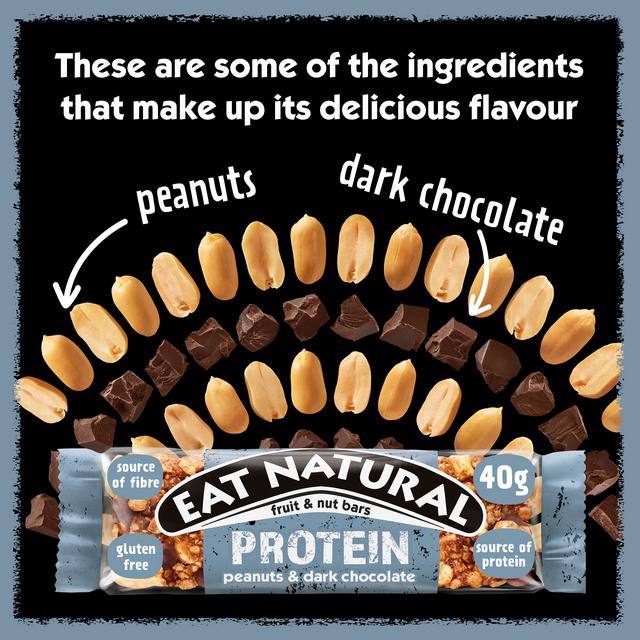 These are some of the ingredients
that make up its delicious flavour
peanuts
dark chocolate
source
of fibre
EAT NATURAL
40g
fruit & nut bars
gluten
free
PROTEIN
source of
protein
peanuts & dark chocolate